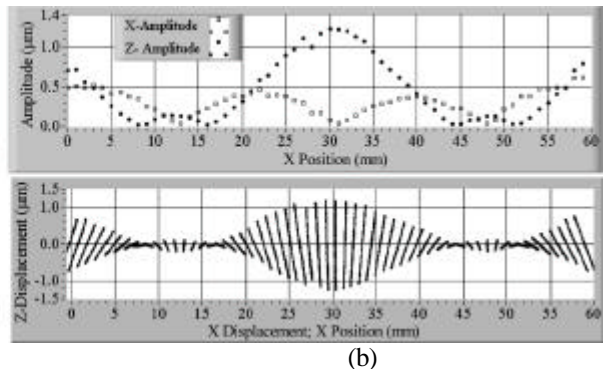 1.4
X-Amplitude
Z- Amplitude
1.0
0.5
0.0
Amplitude (µm)
0 5 10 15 20 25 30 35 40 45 50 55 60
X Position (mm)
1.5
1.0
0.0
-1.0
-1.5
Z-Displacement (µm)
0 5 10 15 20 25 30 35 40 45 50 55 60
X Displacement; X Position (mm)
(b)